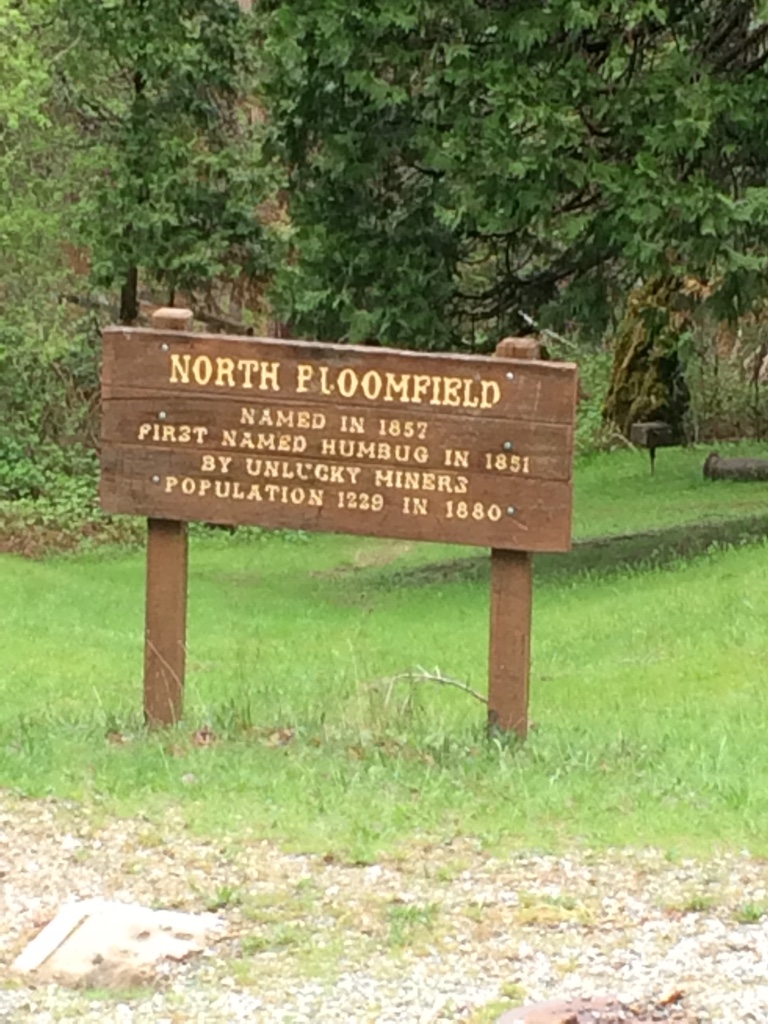 NORTH BLOOMFIELD
NAMED IN 1857
FIRST NAMED HUMBUG IN 1851
BY UNLUCKY MINERS
POPULATION 1229 IN 1880